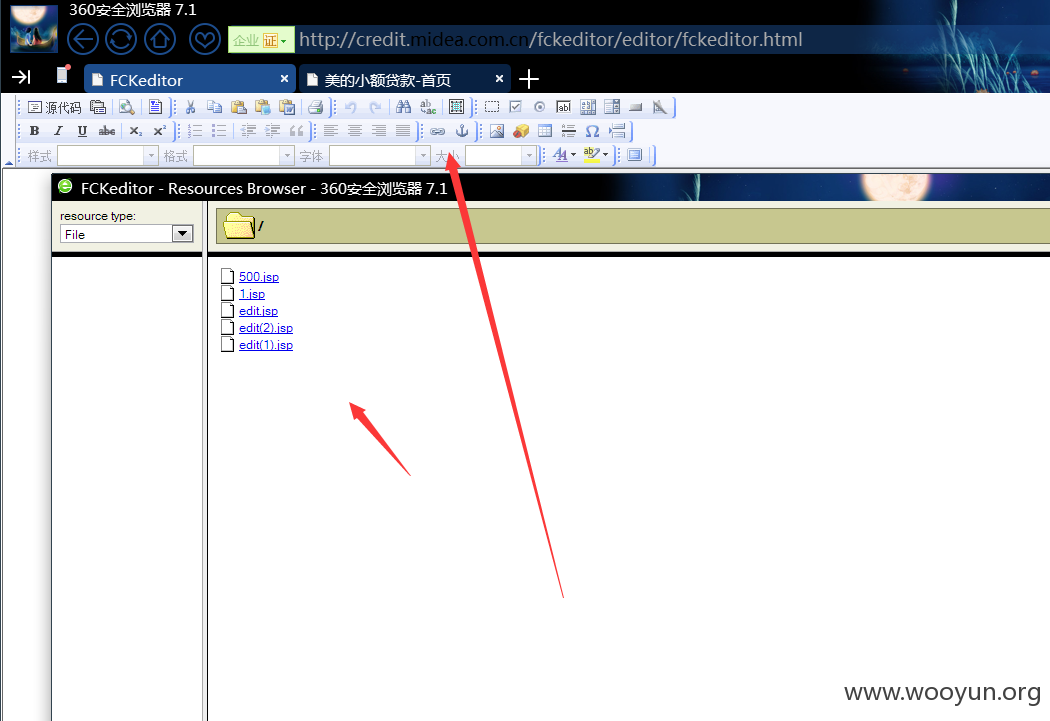 360安全浏览器 7.1
企业 证 http://credit.midea.com.cn/fckeditor/editor/fckeditor.html
FCKeditor × 美的小额贷款-首页 ×
源代码
B I U abc X₂ X²
样式 格式 字体 大小
FCKeditor - Resources Browser - 360安全浏览器 7.1
resource type:
File
/
500.jsp
1.jsp
edit.jsp
edit(2).jsp
edit(1).jsp
www.wooyun.org